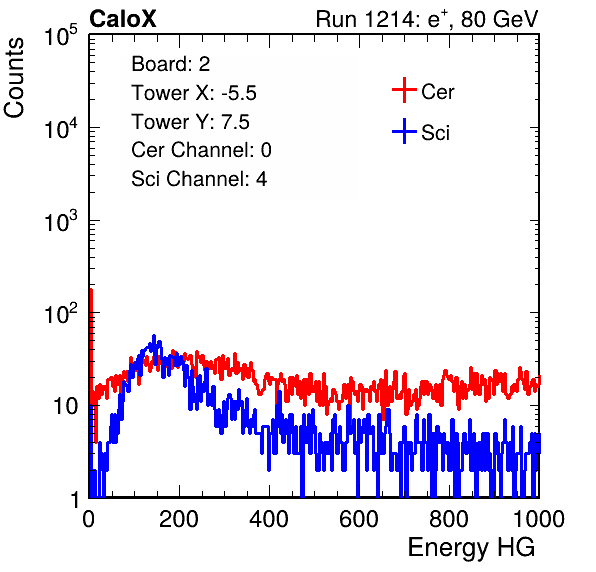 CaloX Run 1214: e⁺, 80 GeV
Counts
10⁵
10⁴
10³
10²
10
1
Board: 2
Tower X: -5.5
Tower Y: 7.5
Cer Channel: 0
Sci Channel: 4
Cer
Sci
0 200 400 600 800 1000
Energy HG